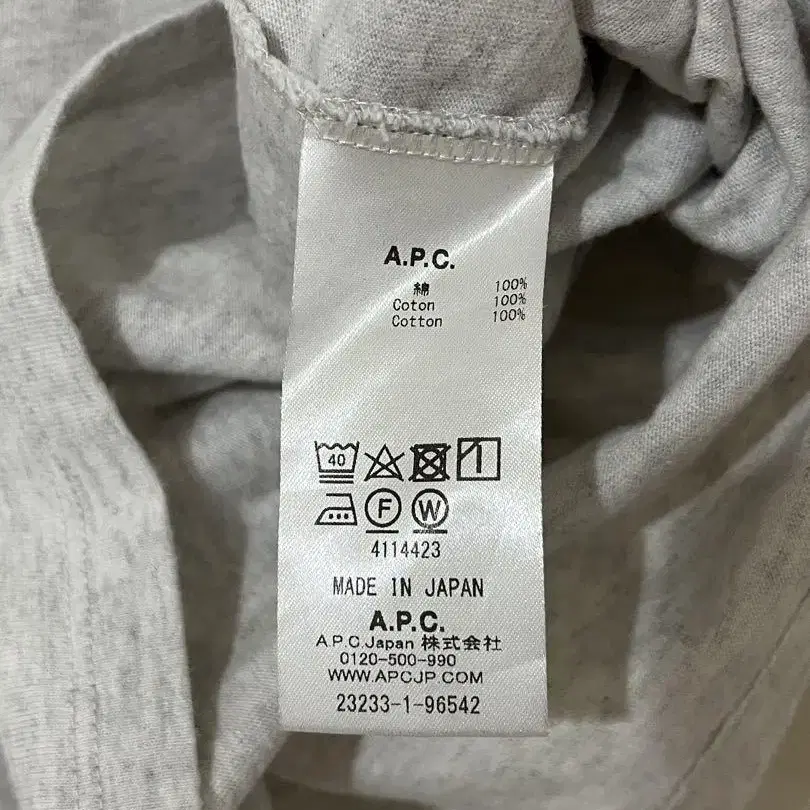 A.P.C.
綿 100%
Coton 100%
Cotton 100%
40
F W
4114423
MADE IN JAPAN
A.P.C.
A.P.C.Japan 株式会社
0120-500-990
WWW.APCJP.COM
23233-1-96542